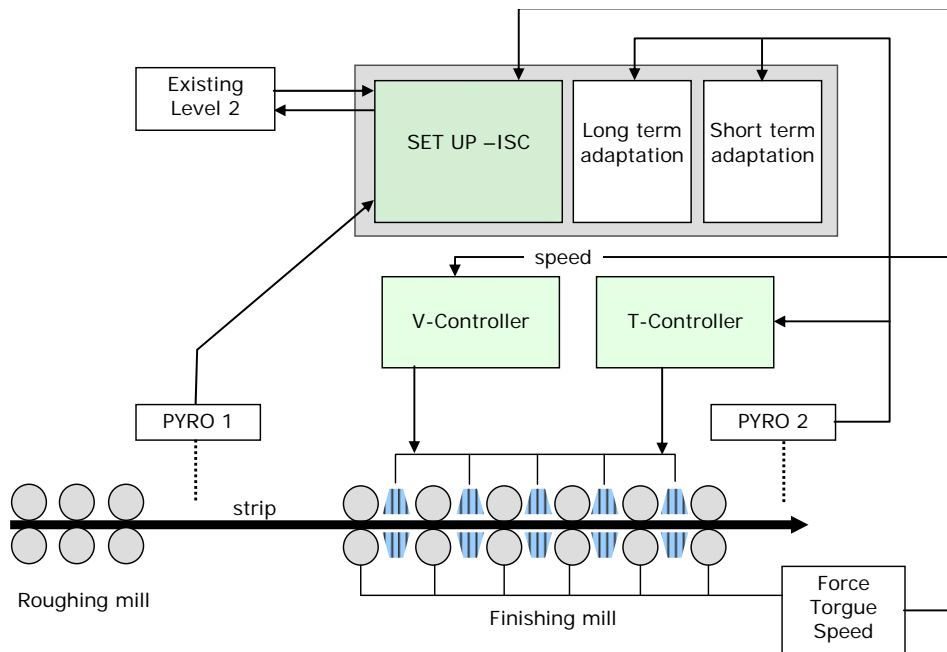 Existing
Level 2
SET UP –ISC
Long term
adaptation
Short term
adaptation
speed
V-Controller
T-Controller
PYRO 1
PYRO 2
strip
Roughing mill
Finishing mill
Force
Torgue
Speed